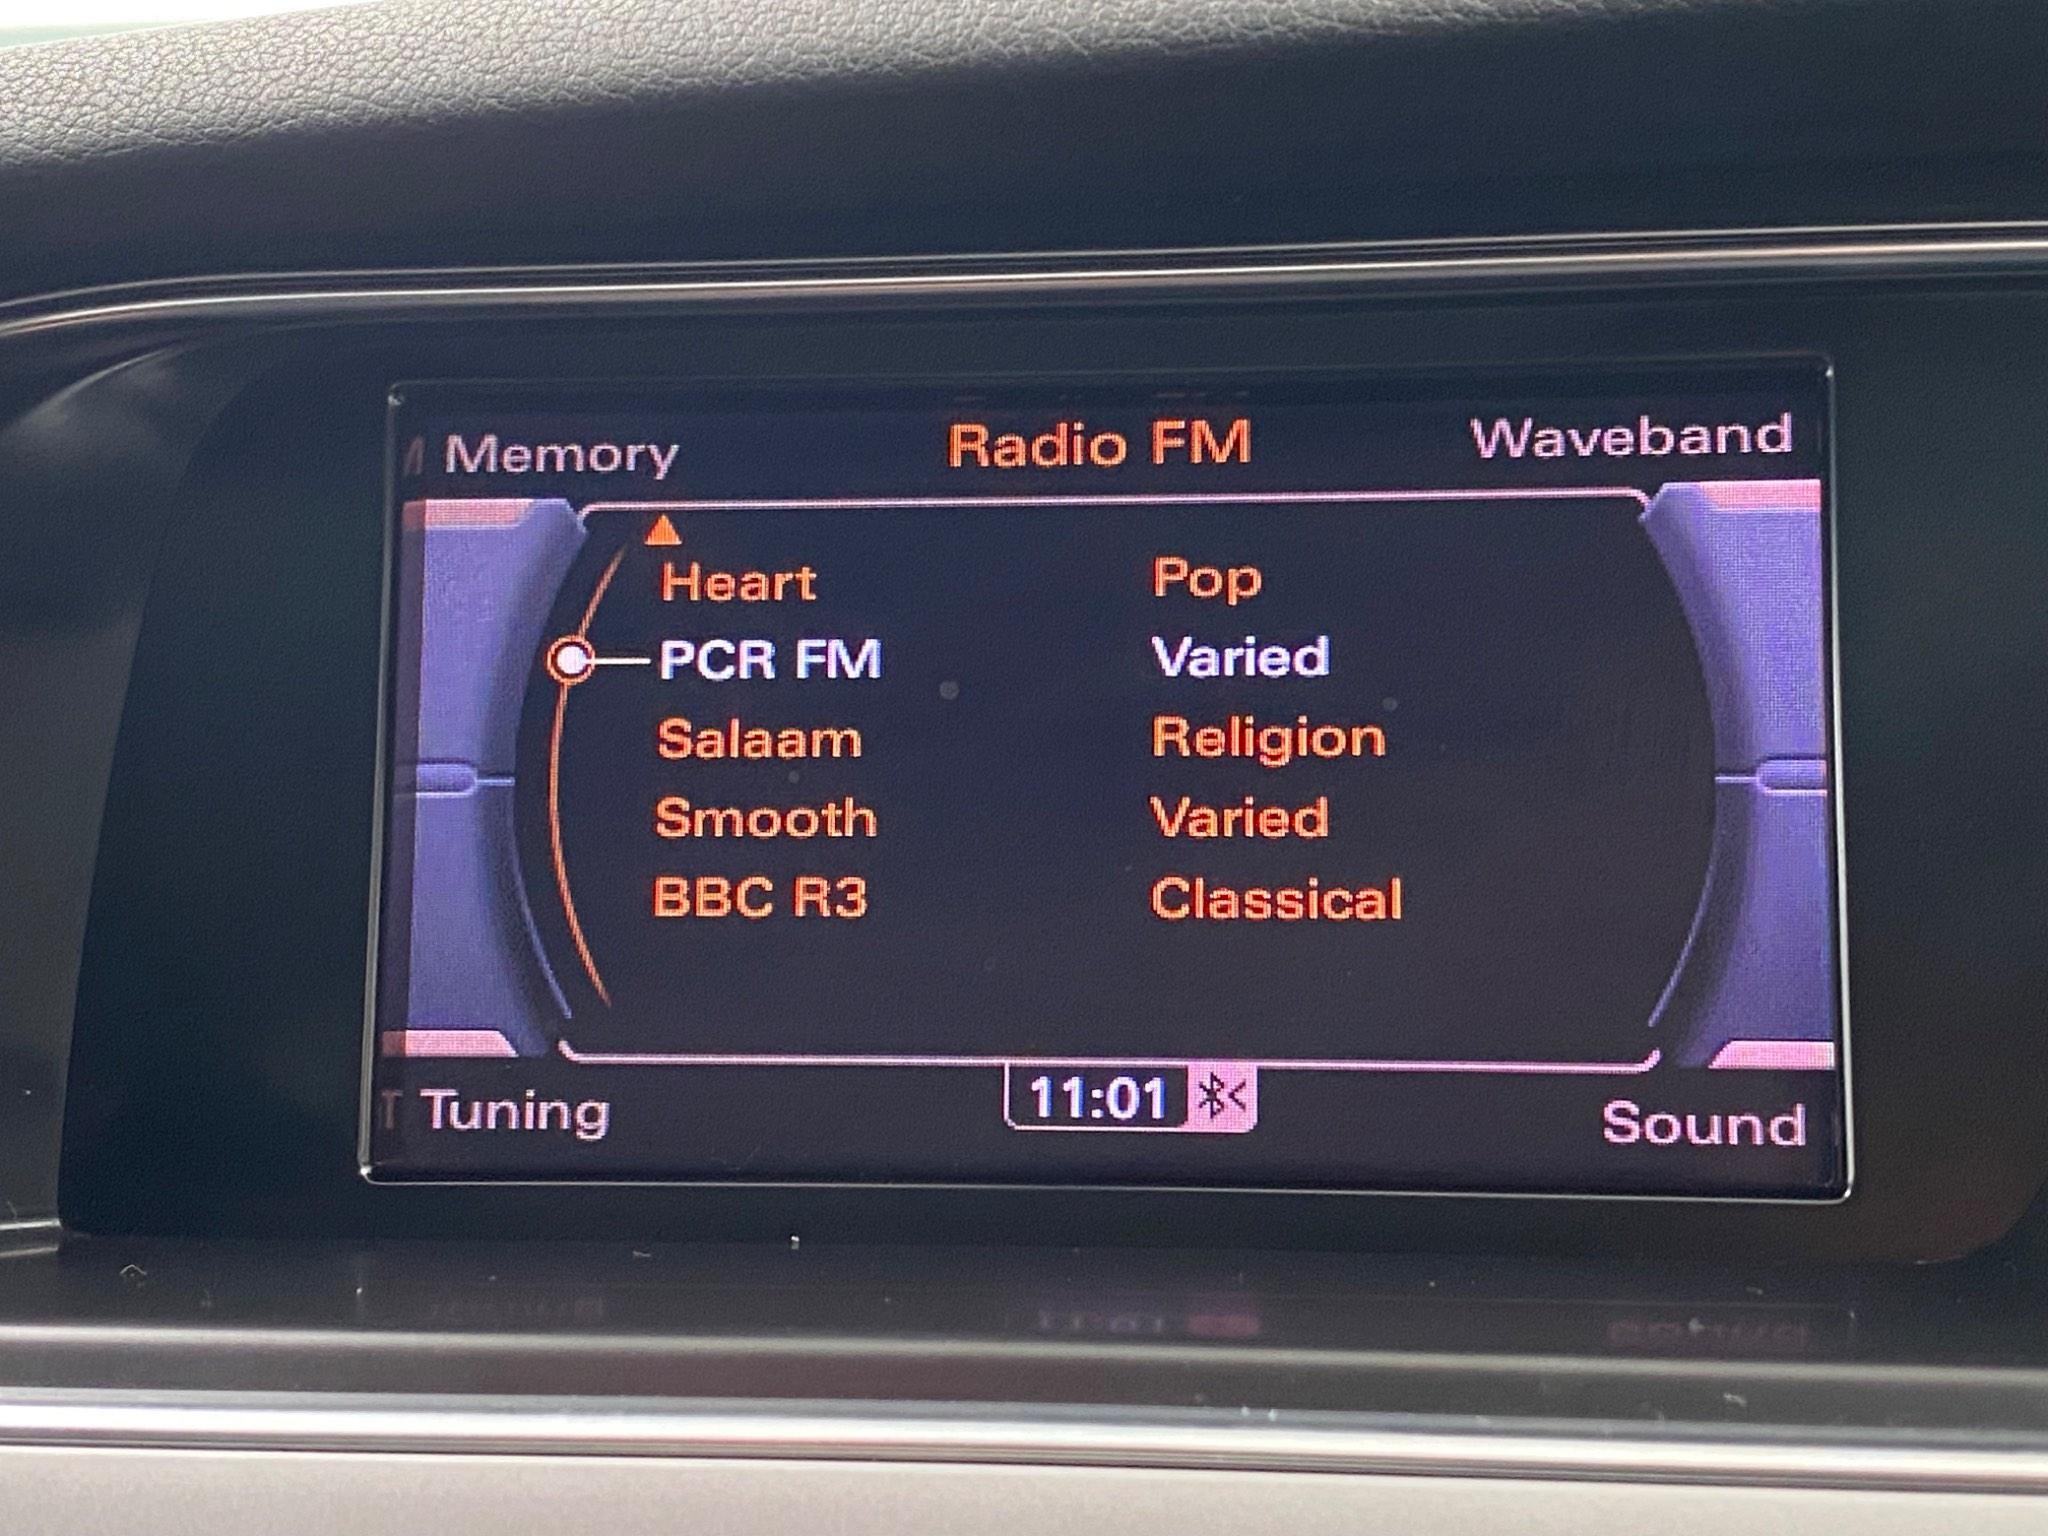 Memory Radio FM Waveband
Heart Pop
PCR FM Varied
Salaam Religion
Smooth Varied
BBC R3 Classical
Tuning 11:01 Sound